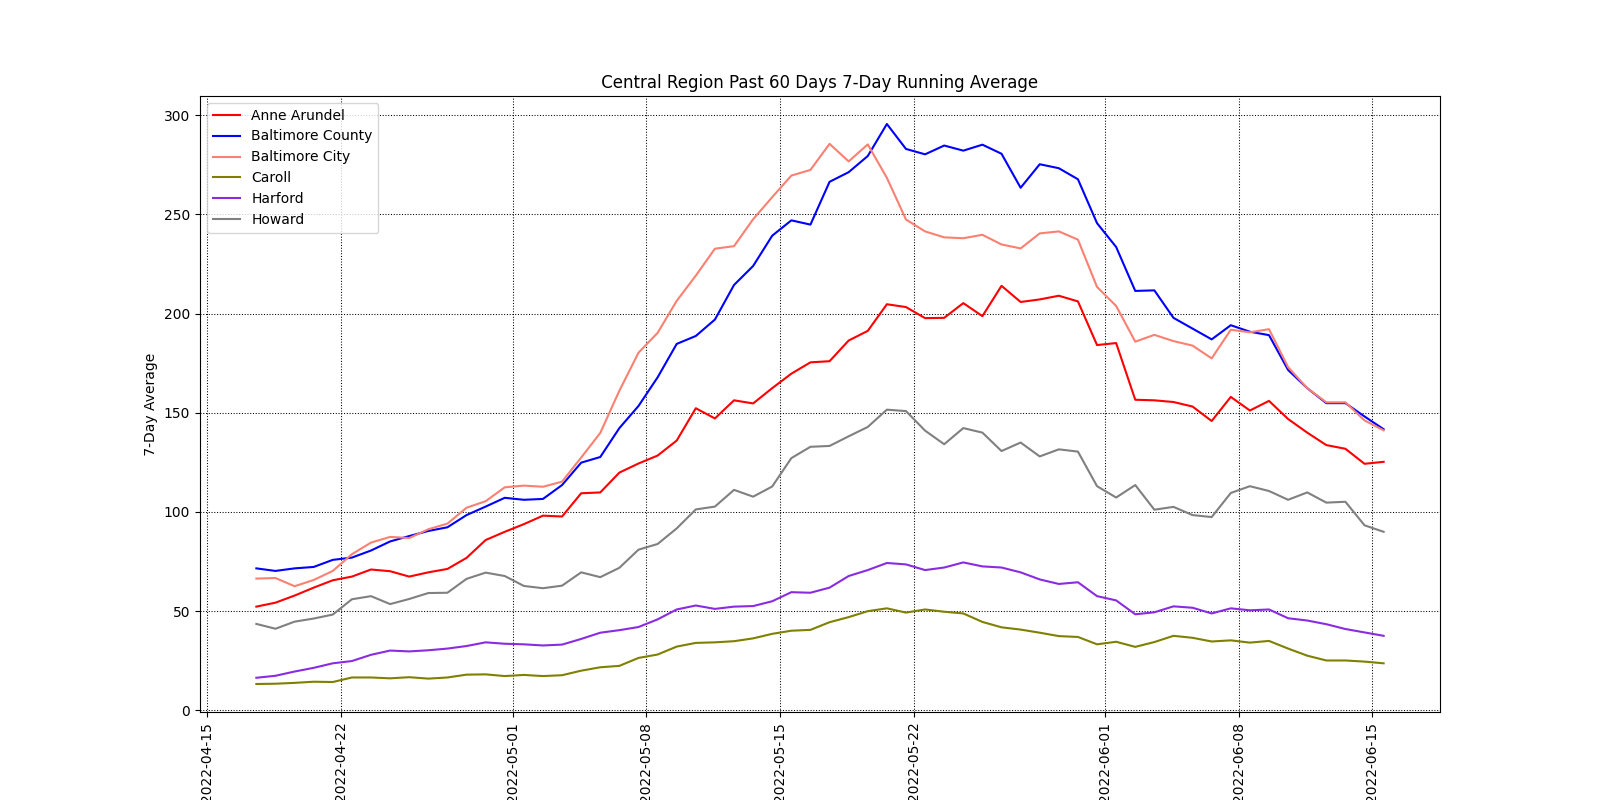 Central Region Past 60 Days 7-Day Running Average
Anne Arundel
Baltimore County
Baltimore City
Caroll
Harford
Howard
300
250
200
150
100
50
0
7-Day Average
2022-04-15
2022-04-22
2022-05-01
2022-05-08
2022-05-15
2022-05-22
2022-06-01
2022-06-08
2022-06-15